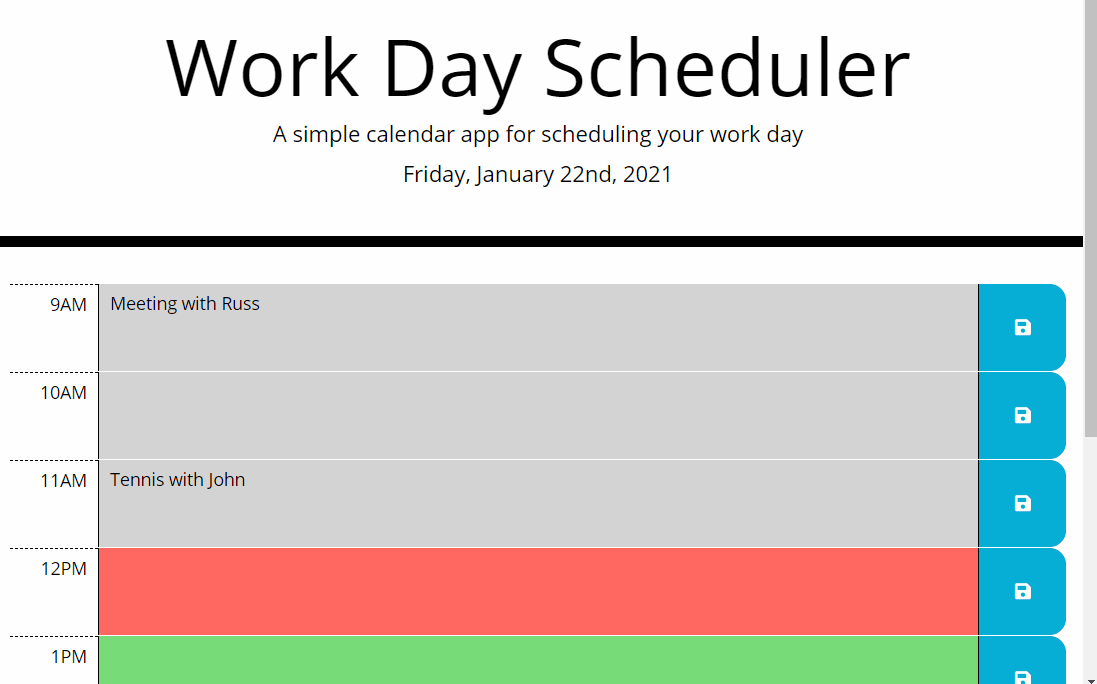 Work Day Scheduler
A simple calendar app for scheduling your work day
Friday, January 22nd, 2021
9AM
Meeting with Russ
10AM
11AM
Tennis with John
12PM
1PM